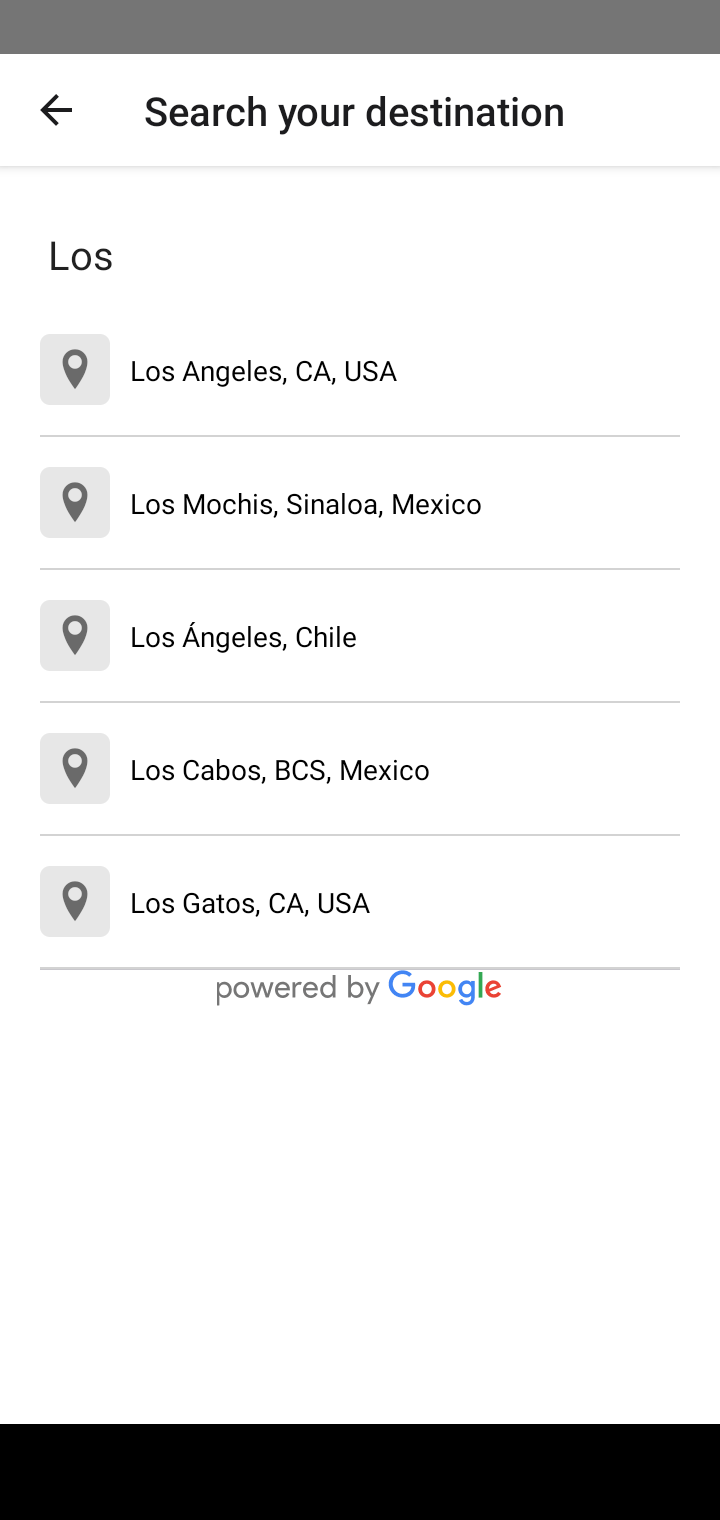 Search your destination
Los
Los Angeles, CA, USA
Los Mochis, Sinaloa, Mexico
Los Ángeles, Chile
Los Cabos, BCS, Mexico
Los Gatos, CA, USA
powered by Google